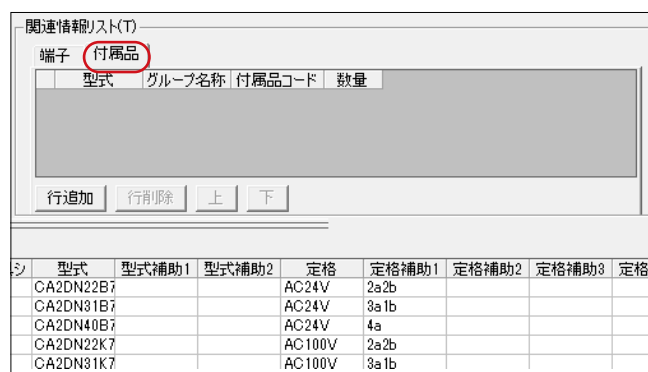 関連情報リスト(T)
端子 付属品
型式 グループ名称 付属品コード 数量
行追加 行削除 上 下
型式 型式補助1 型式補助2 定格 定格補助1 定格補助2 定格補助3 定格
CA2DN22B7 AC24V 2a2b
CA2DN31B7 AC24V 3a1b
CA2DN40B7 AC24V 4a
CA2DN22K7 AC100V 2a2b
CA2DN31K7 AC100V 3a1b